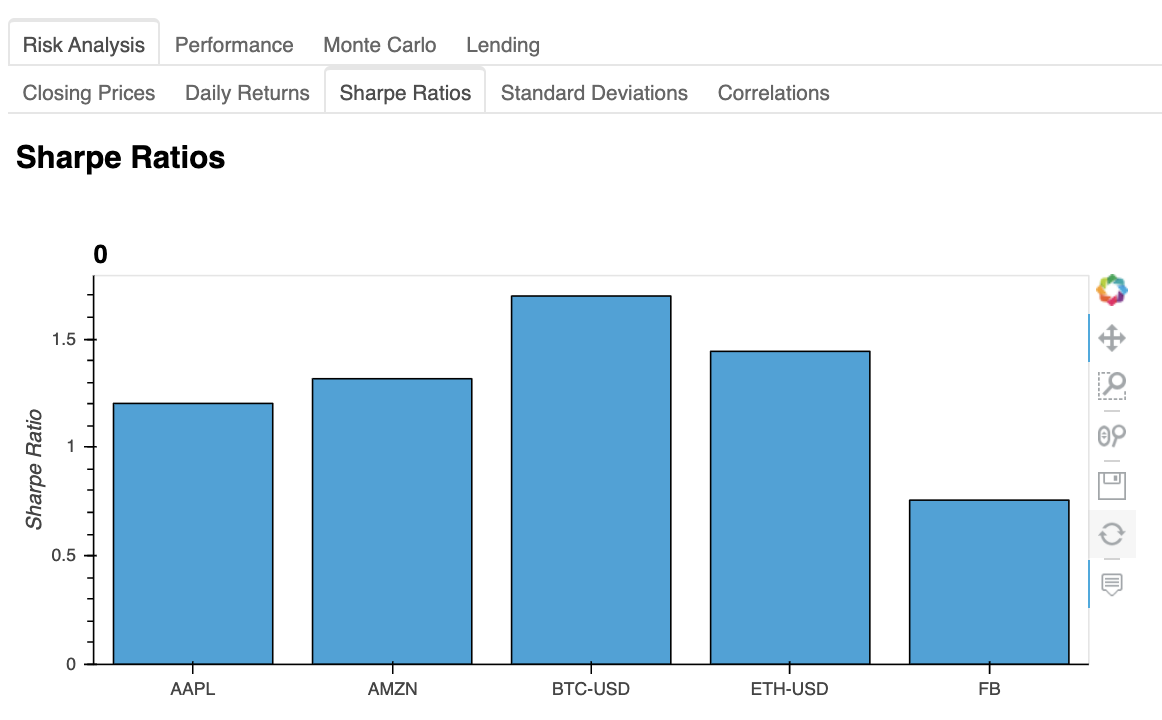 Risk Analysis Performance Monte Carlo Lending
Closing Prices Daily Returns Sharpe Ratios Standard Deviations Correlations
Sharpe Ratios
0
Sharpe Ratio
1.5
1
0.5
0
AAPL AMZN BTC-USD ETH-USD FB